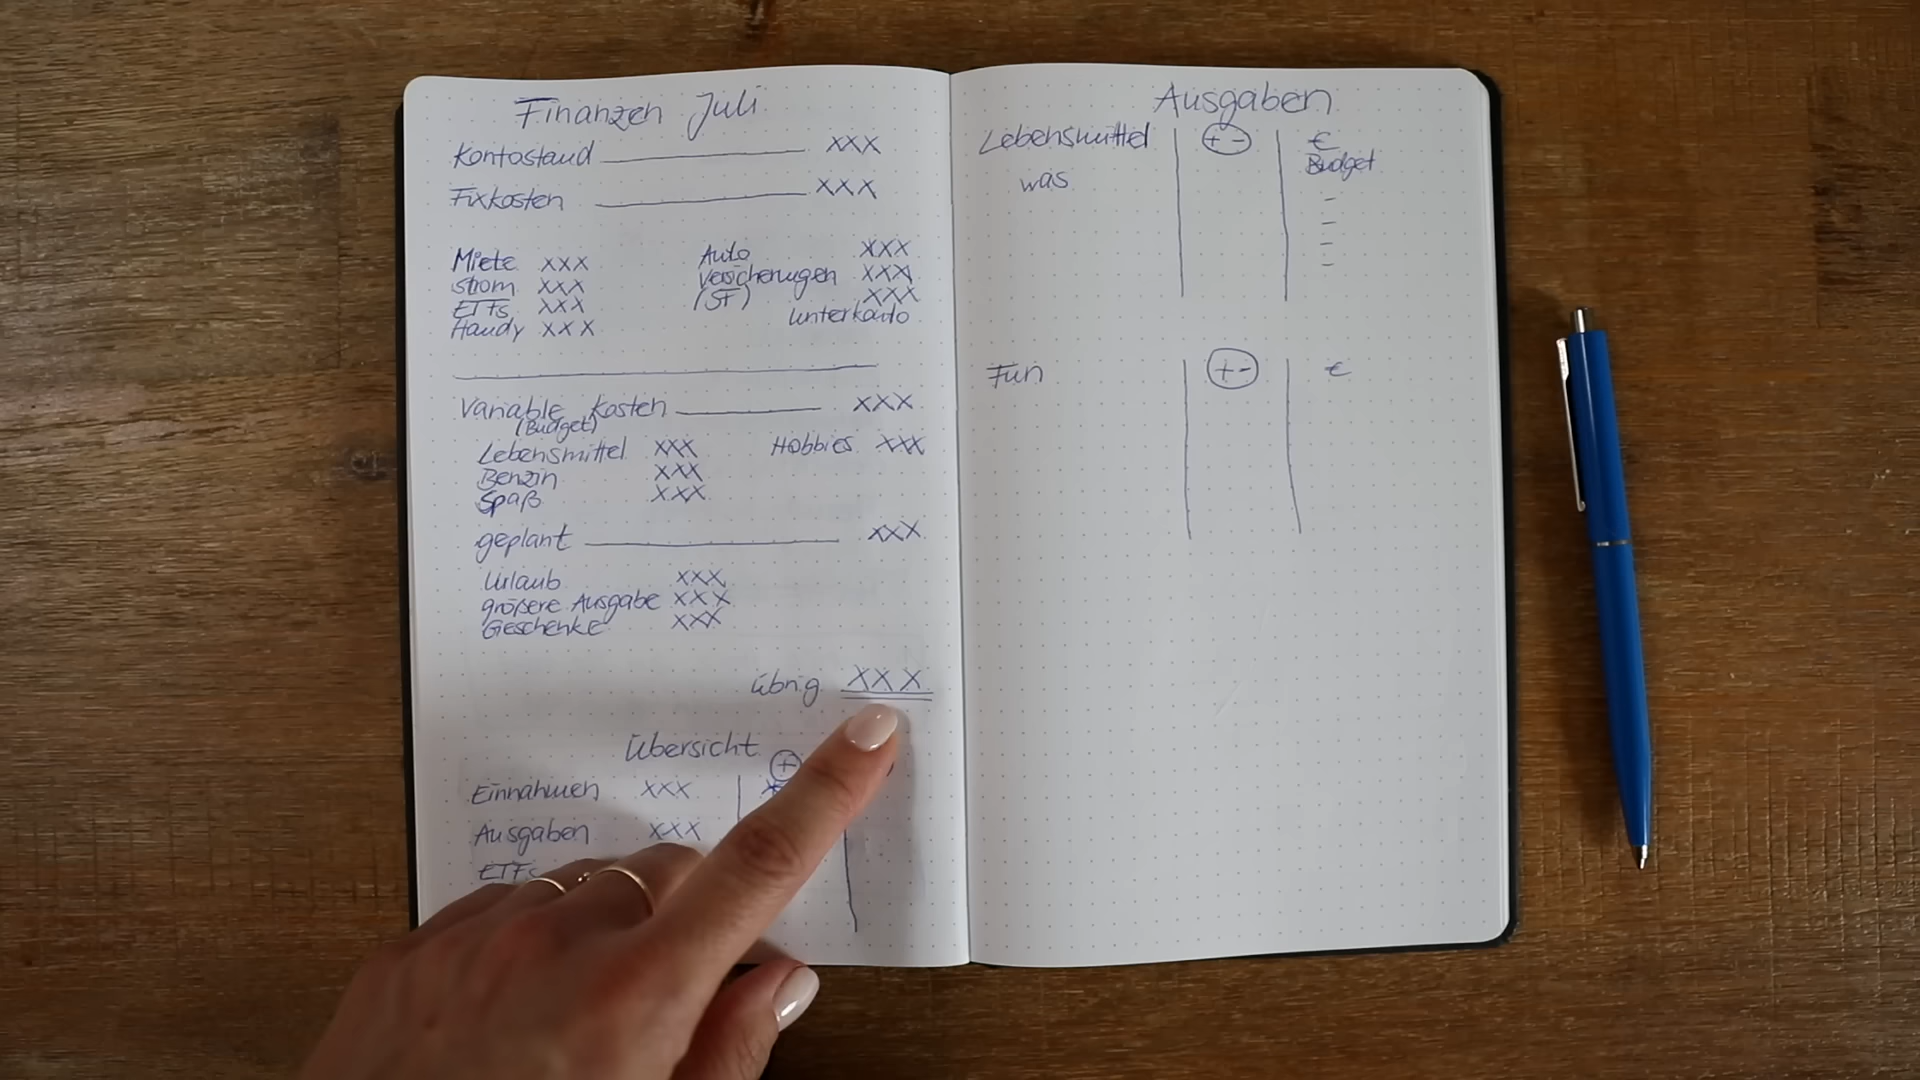 Finanzen Juli
Kontostand XXX
Fixkosten XXX
Miete XXX
Strom XXX
ETFs XXX
Handy XXX
Auto XXX
Versicherungen XXX
(SF) XXX
Unterkonto
Variable Kosten XXX
(Budget)
Lebensmittel XXX
Benzin XXX
Spaß XXX
Hobbies XXX
geplant XXX
Urlaub XXX
größere Ausgabe XXX
Geschenke XXX
übrig XXX
Übersicht
+
Einnahmen XXX
Ausgaben XXX
ETFs
Ausgaben
Lebensmittel + - €
Budget
was
-
-
-
-
Fun + - €